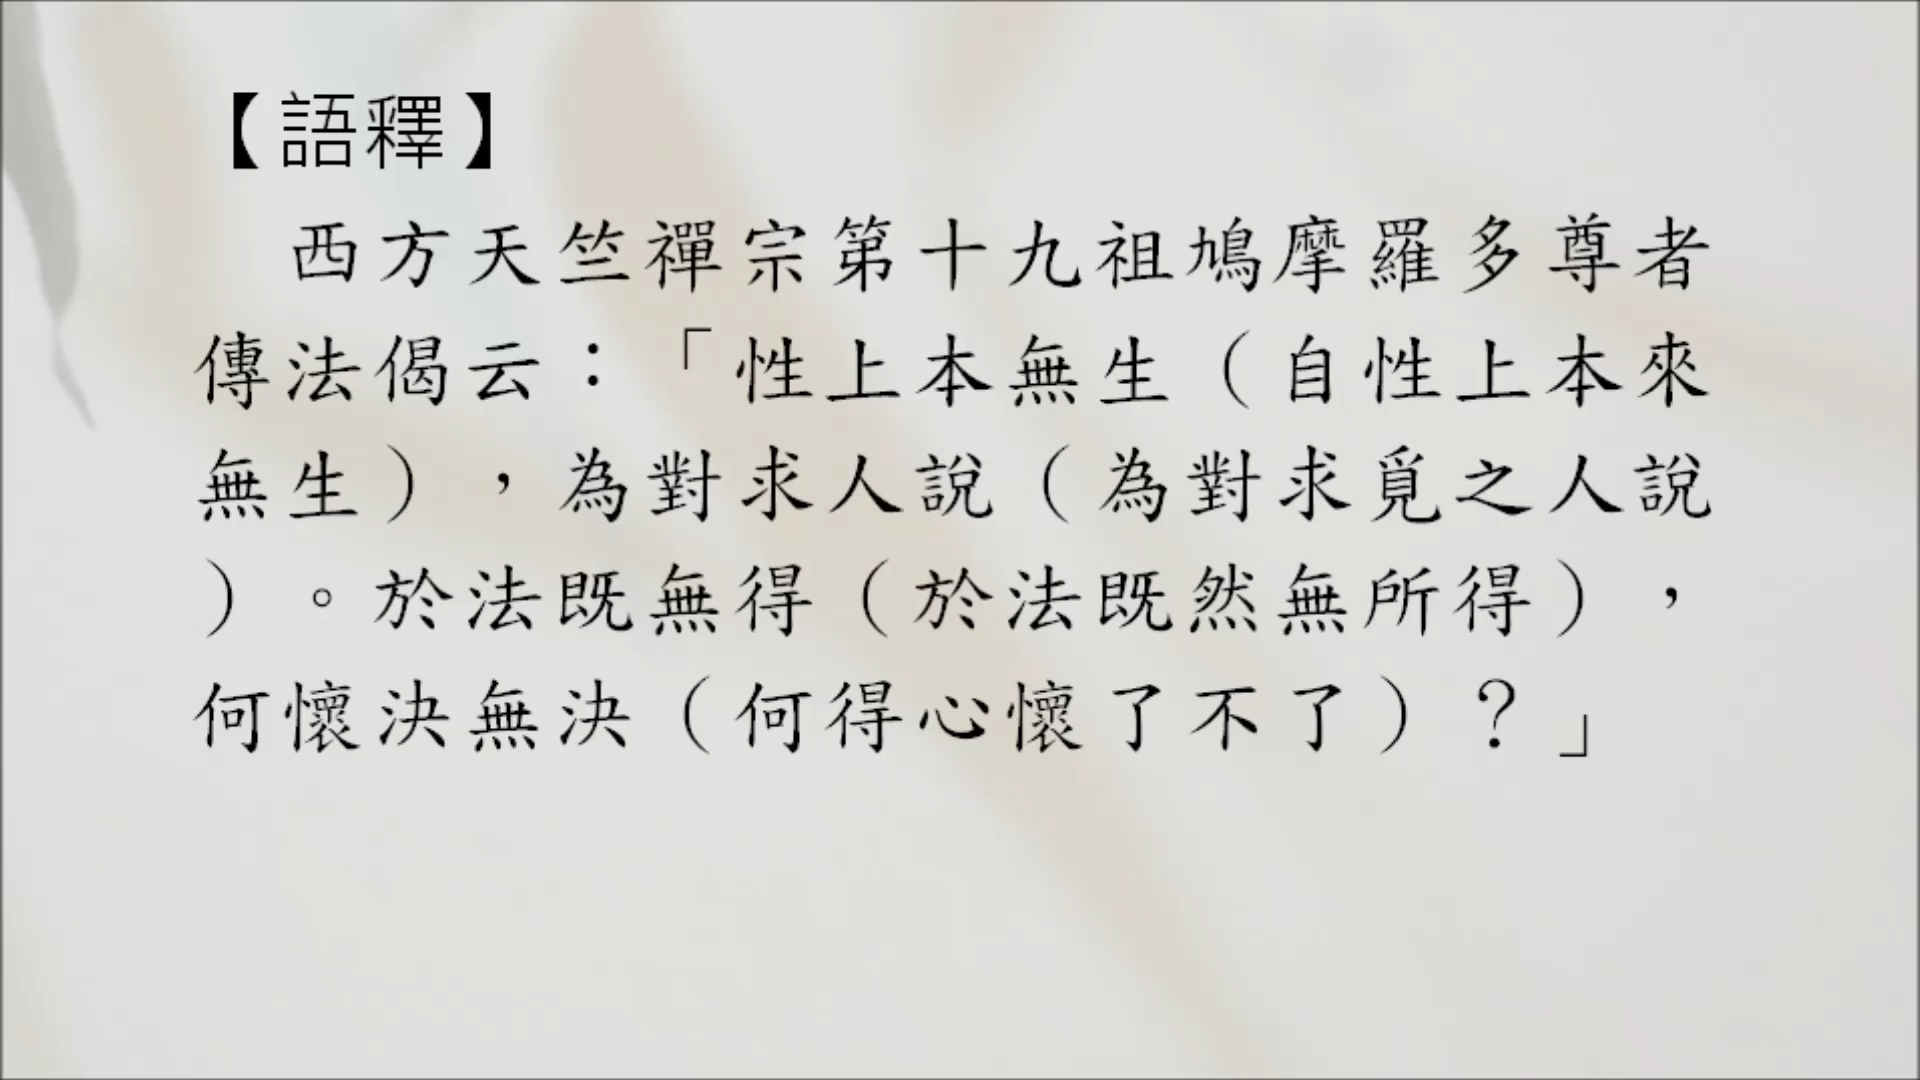 【語釋】
西方天竺禪宗第十九祖鳩摩羅多尊者
傳法偈云：「性上本無生（自性上本來
無生），為對求人說（為對求覓之人說
）。於法既無得（於法既然無所得），
何懷決無決（何得心懷了不了）？」